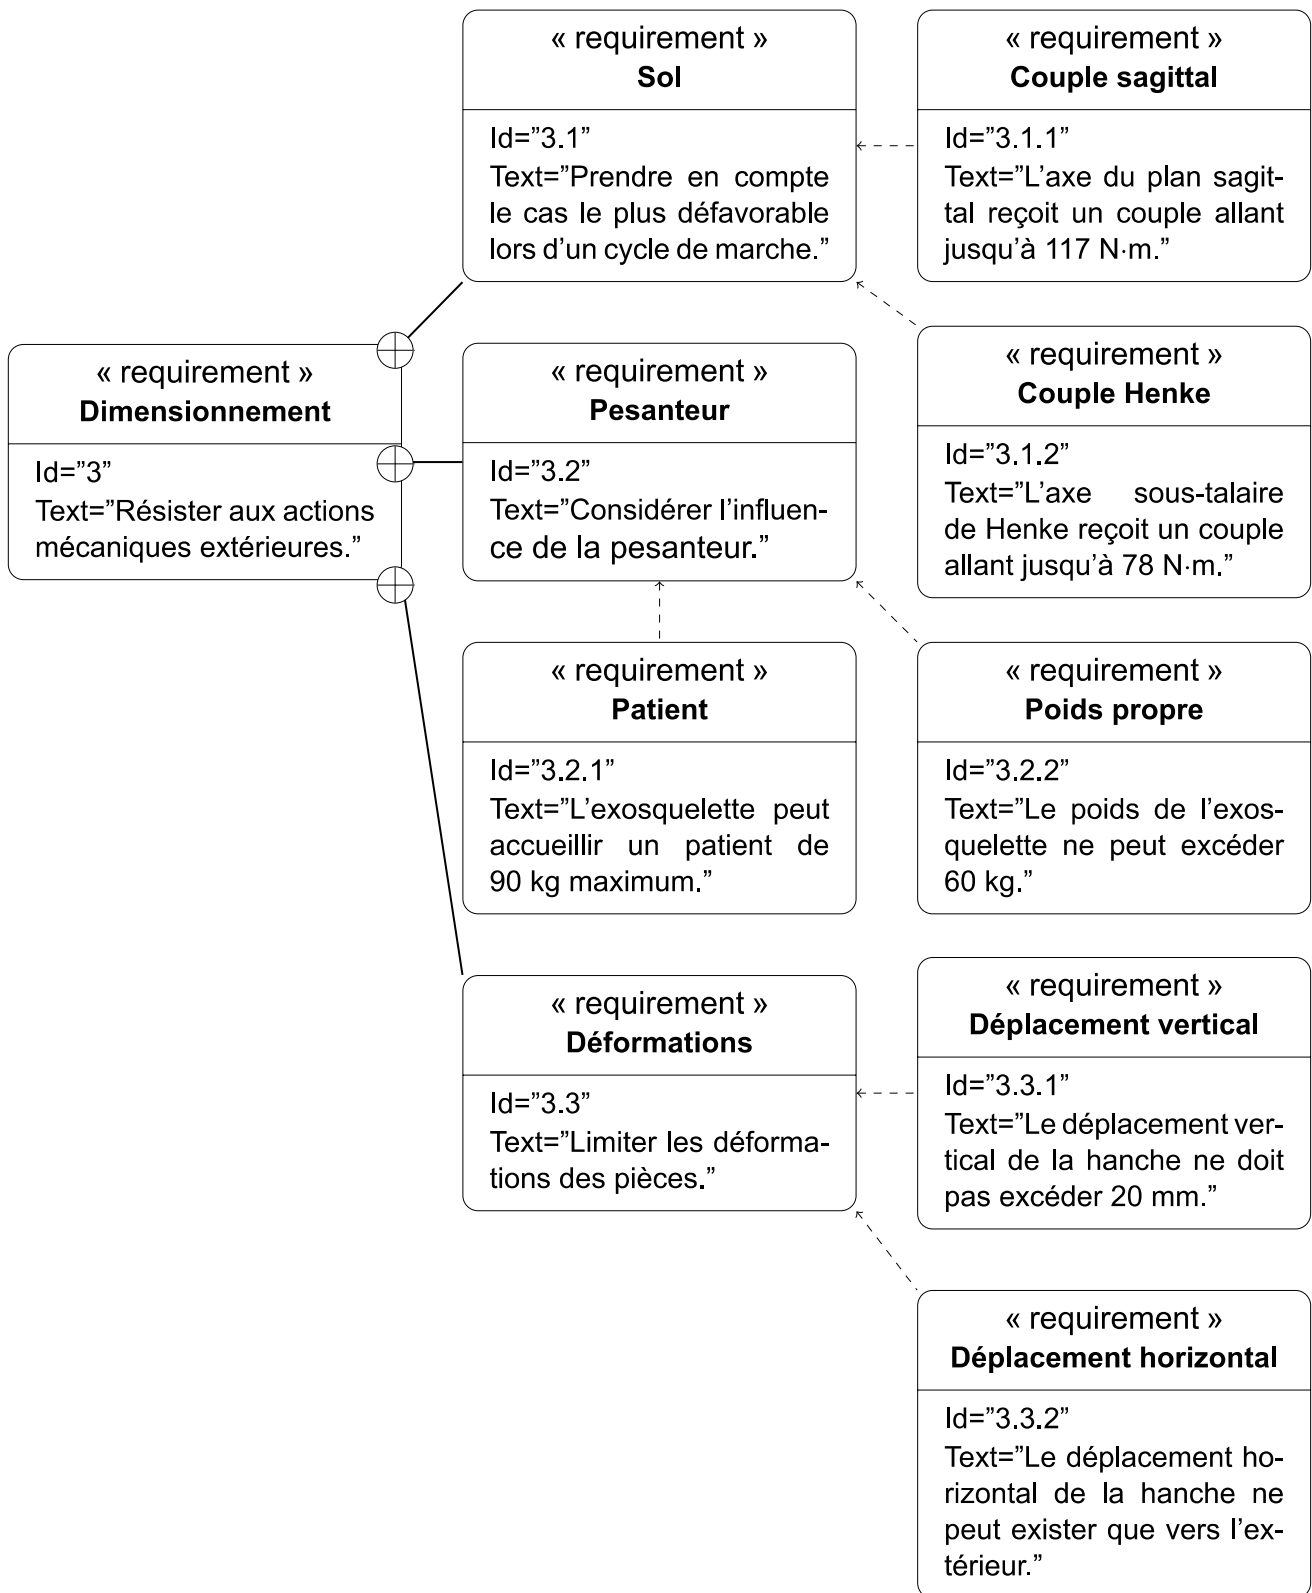 « requirement »
Sol
Id=”3.1”
Text=”Prendre en compte
le cas le plus défavorable
lors d’un cycle de marche.”
« requirement »
Couple sagittal
Id=”3.1.1”
Text=”L’axe du plan sagit-
tal reçoit un couple allant
jusqu’à 117 N·m.”
« requirement »
Dimensionnement
Id=”3”
Text=”Résister aux actions
mécaniques extérieures.”
« requirement »
Pesanteur
Id=”3.2”
Text=”Considérer l’influen-
ce de la pesanteur.”
« requirement »
Couple Henke
Id=”3.1.2”
Text=”L’axe sous-talaire
de Henke reçoit un couple
allant jusqu’à 78 N·m.”
« requirement »
Patient
Id=”3.2.1”
Text=”L’exosquelette peut
accueillir un patient de
90 kg maximum.”
« requirement »
Poids propre
Id=”3.2.2”
Text=”Le poids de l’exos-
quelette ne peut excéder
60 kg.”
« requirement »
Déformations
Id=”3.3”
Text=”Limiter les déforma-
tions des pièces.”
« requirement »
Déplacement vertical
Id=”3.3.1”
Text=”Le déplacement ver-
tical de la hanche ne doit
pas excéder 20 mm.”
« requirement »
Déplacement horizontal
Id=”3.3.2”
Text=”Le déplacement ho-
rizontal de la hanche ne
peut exister que vers l’ex-
térieur.”